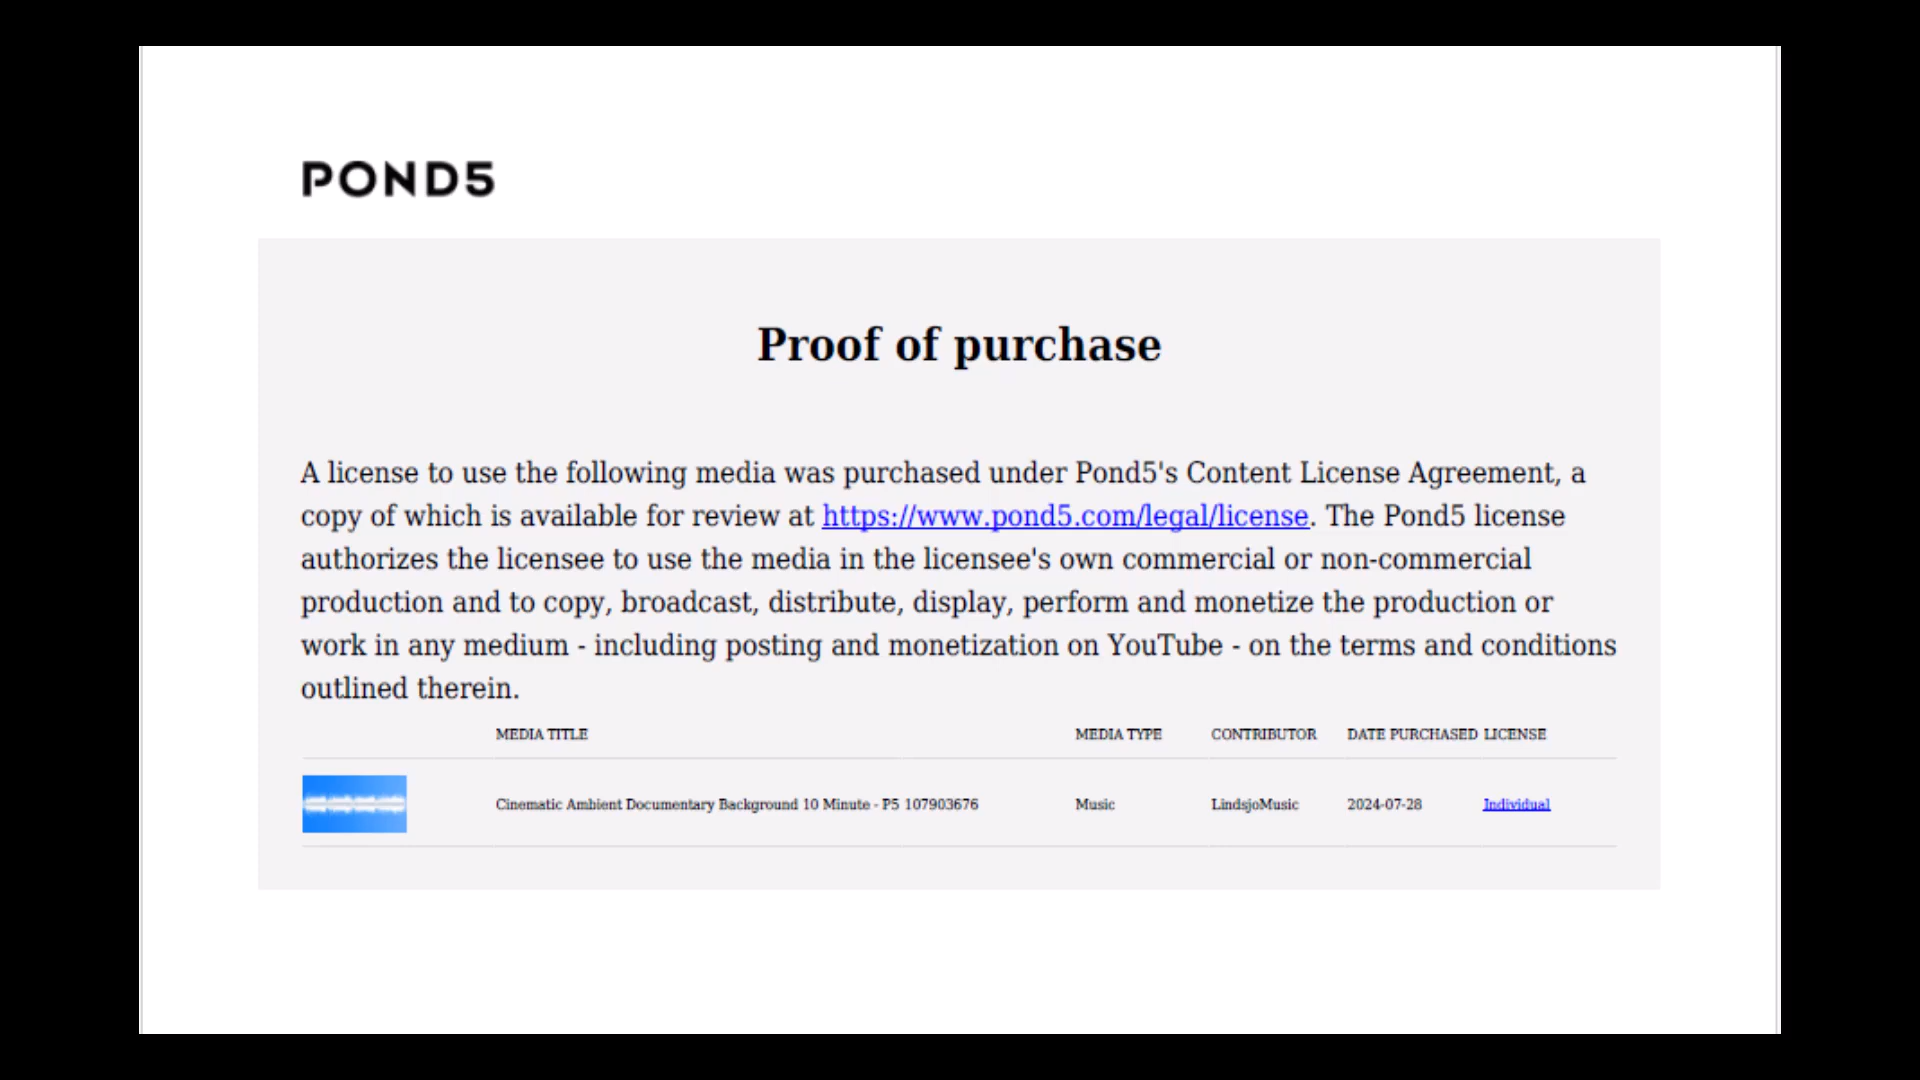 POND5
Proof of purchase
A license to use the following media was purchased under Pond5's Content License Agreement, a
copy of which is available for review at https://www.pond5.com/legal/license. The Pond5 license
authorizes the licensee to use the media in the licensee's own commercial or non-commercial
production and to copy, broadcast, distribute, display, perform and monetize the production or
work in any medium - including posting and monetization on YouTube - on the terms and conditions
outlined therein.
MEDIA TITLE MEDIA TYPE CONTRIBUTOR DATE PURCHASED LICENSE
Cinematic Ambient Documentary Background 10 Minute - P5 107903676 Music LindsjoMusic 2024-07-28 Individual